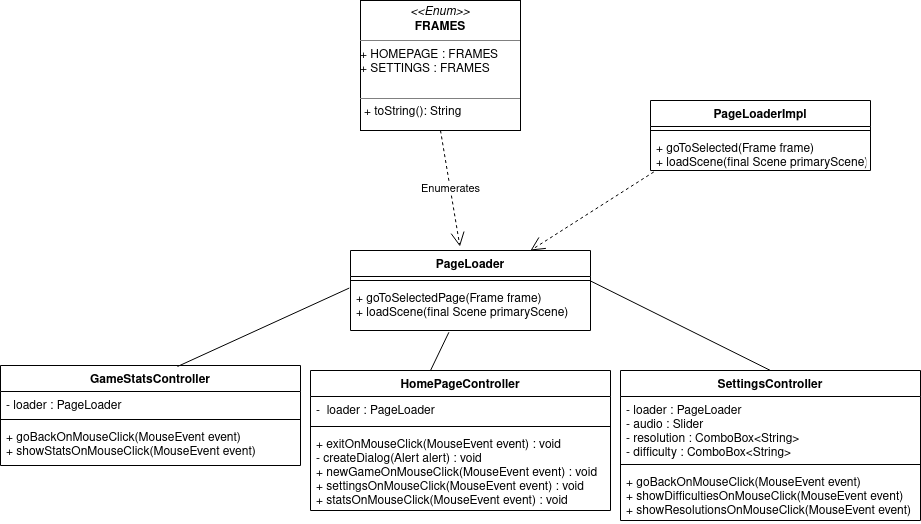 <<Enum>>
FRAMES
+ HOMEPAGE : FRAMES
+ SETTINGS : FRAMES
+ toString(): String
PageLoaderImpl
+ goToSelected(Frame frame)
+ loadScene(final Scene primaryScene)
Enumerates
PageLoader
+ goToSelectedPage(Frame frame)
+ loadScene(final Scene primaryScene)
GameStatsController
- loader : PageLoader
+ goBackOnMouseClick(MouseEvent event)
+ showStatsOnMouseClick(MouseEvent event)
HomePageController
- loader : PageLoader
+ exitOnMouseClick(MouseEvent event) : void
- createDialog(Alert alert) : void
+ newGameOnMouseClick(MouseEvent event) : void
+ settingsOnMouseClick(MouseEvent event) : void
+ statsOnMouseClick(MouseEvent event) : void
SettingsController
- loader : PageLoader
- audio : Slider
- resolution : ComboBox<String>
- difficulty : ComboBox<String>
+ goBackOnMouseClick(MouseEvent event)
+ showDifficultiesOnMouseClick(MouseEvent event)
+ showResolutionsOnMouseClick(MouseEvent event)